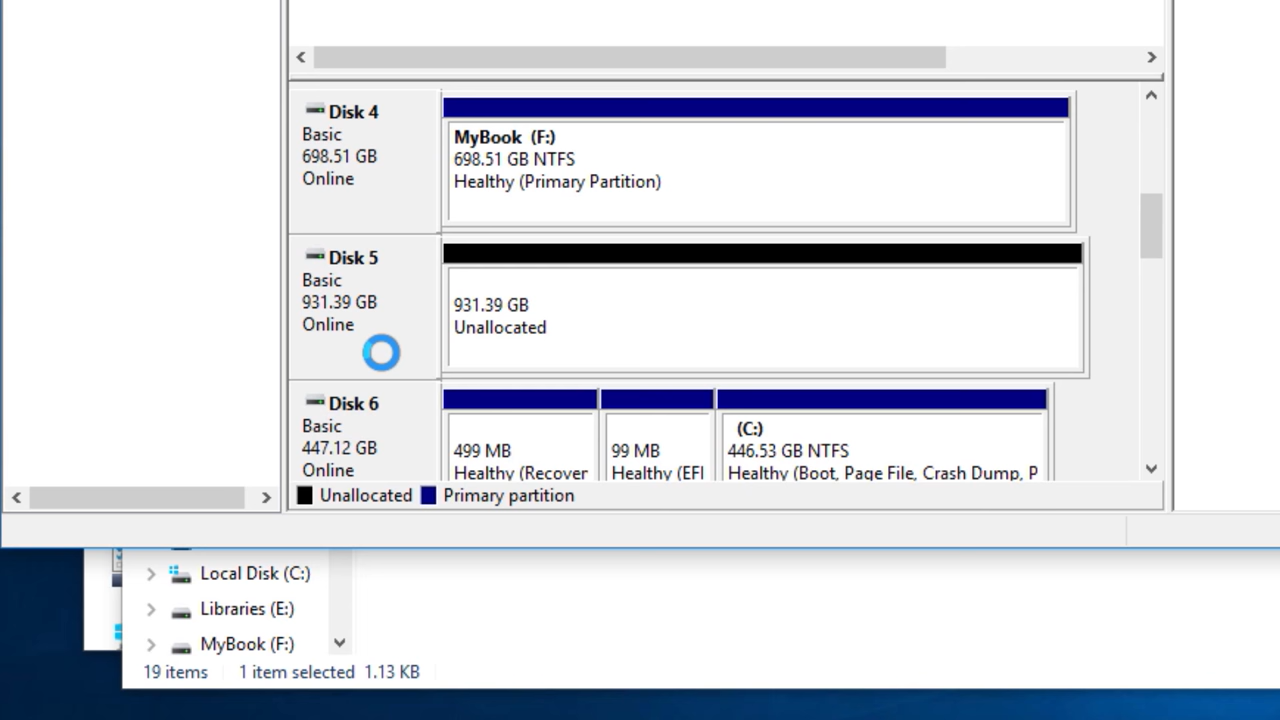 Disk 4
Basic
698.51 GB
Online
MyBook (F:)
698.51 GB NTFS
Healthy (Primary Partition)
Disk 5
Basic
931.39 GB
Online
931.39 GB
Unallocated
Disk 6
Basic
447.12 GB
Online
499 MB
Healthy (Recover
99 MB
Healthy (EFI
(C:)
446.53 GB NTFS
Healthy (Boot, Page File, Crash Dump, P
Unallocated Primary partition
Local Disk (C:)
Libraries (E:)
MyBook (F:)
19 items 1 item selected 1.13 KB